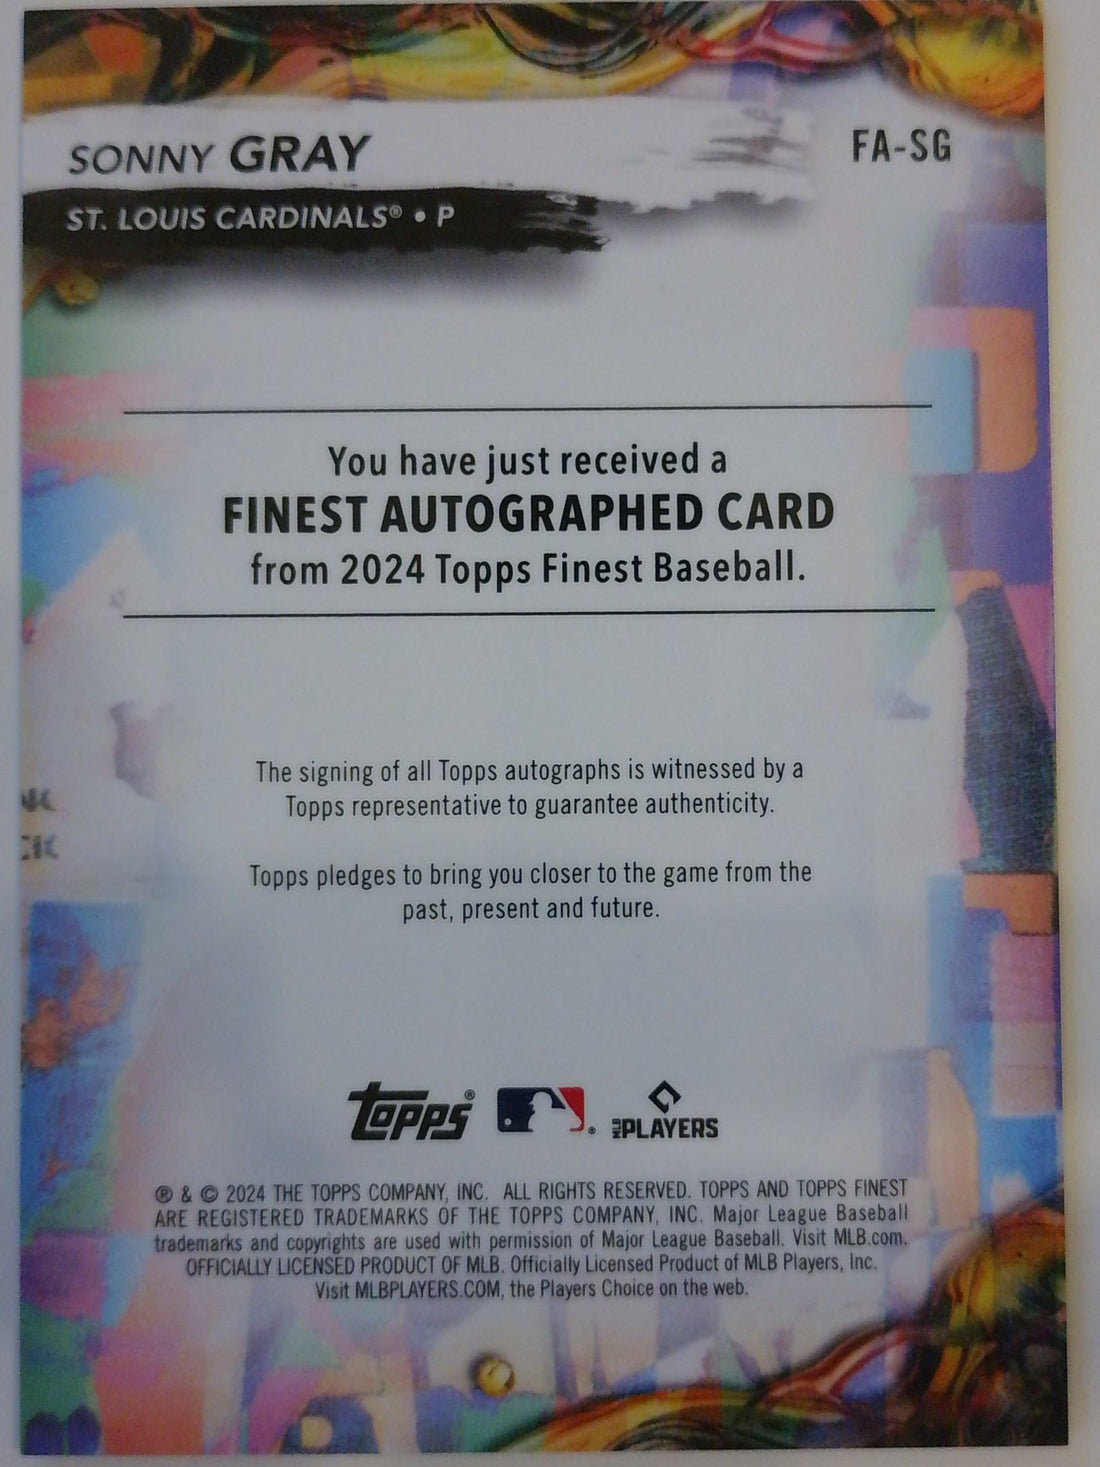 SONNY GRAY
FA-SG
ST. LOUIS CARDINALS® • P
You have just received a
FINEST AUTOGRAPHED CARD
from 2024 Topps Finest Baseball.
The signing of all Topps autographs is witnessed by a
Topps representative to guarantee authenticity.
Topps pledges to bring you closer to the game from the
past, present and future.
Topps® ® MLB PLAYERS
® & © 2024 THE TOPPS COMPANY, INC. ALL RIGHTS RESERVED. TOPPS AND TOPPS FINEST
ARE REGISTERED TRADEMARKS OF THE TOPPS COMPANY, INC. Major League Baseball
trademarks and copyrights are used with permission of Major League Baseball. Visit MLB.com.
OFFICIALLY LICENSED PRODUCT OF MLB. Officially Licensed Product of MLB Players, Inc.
Visit MLBPLAYERS.COM, the Players Choice on the web.